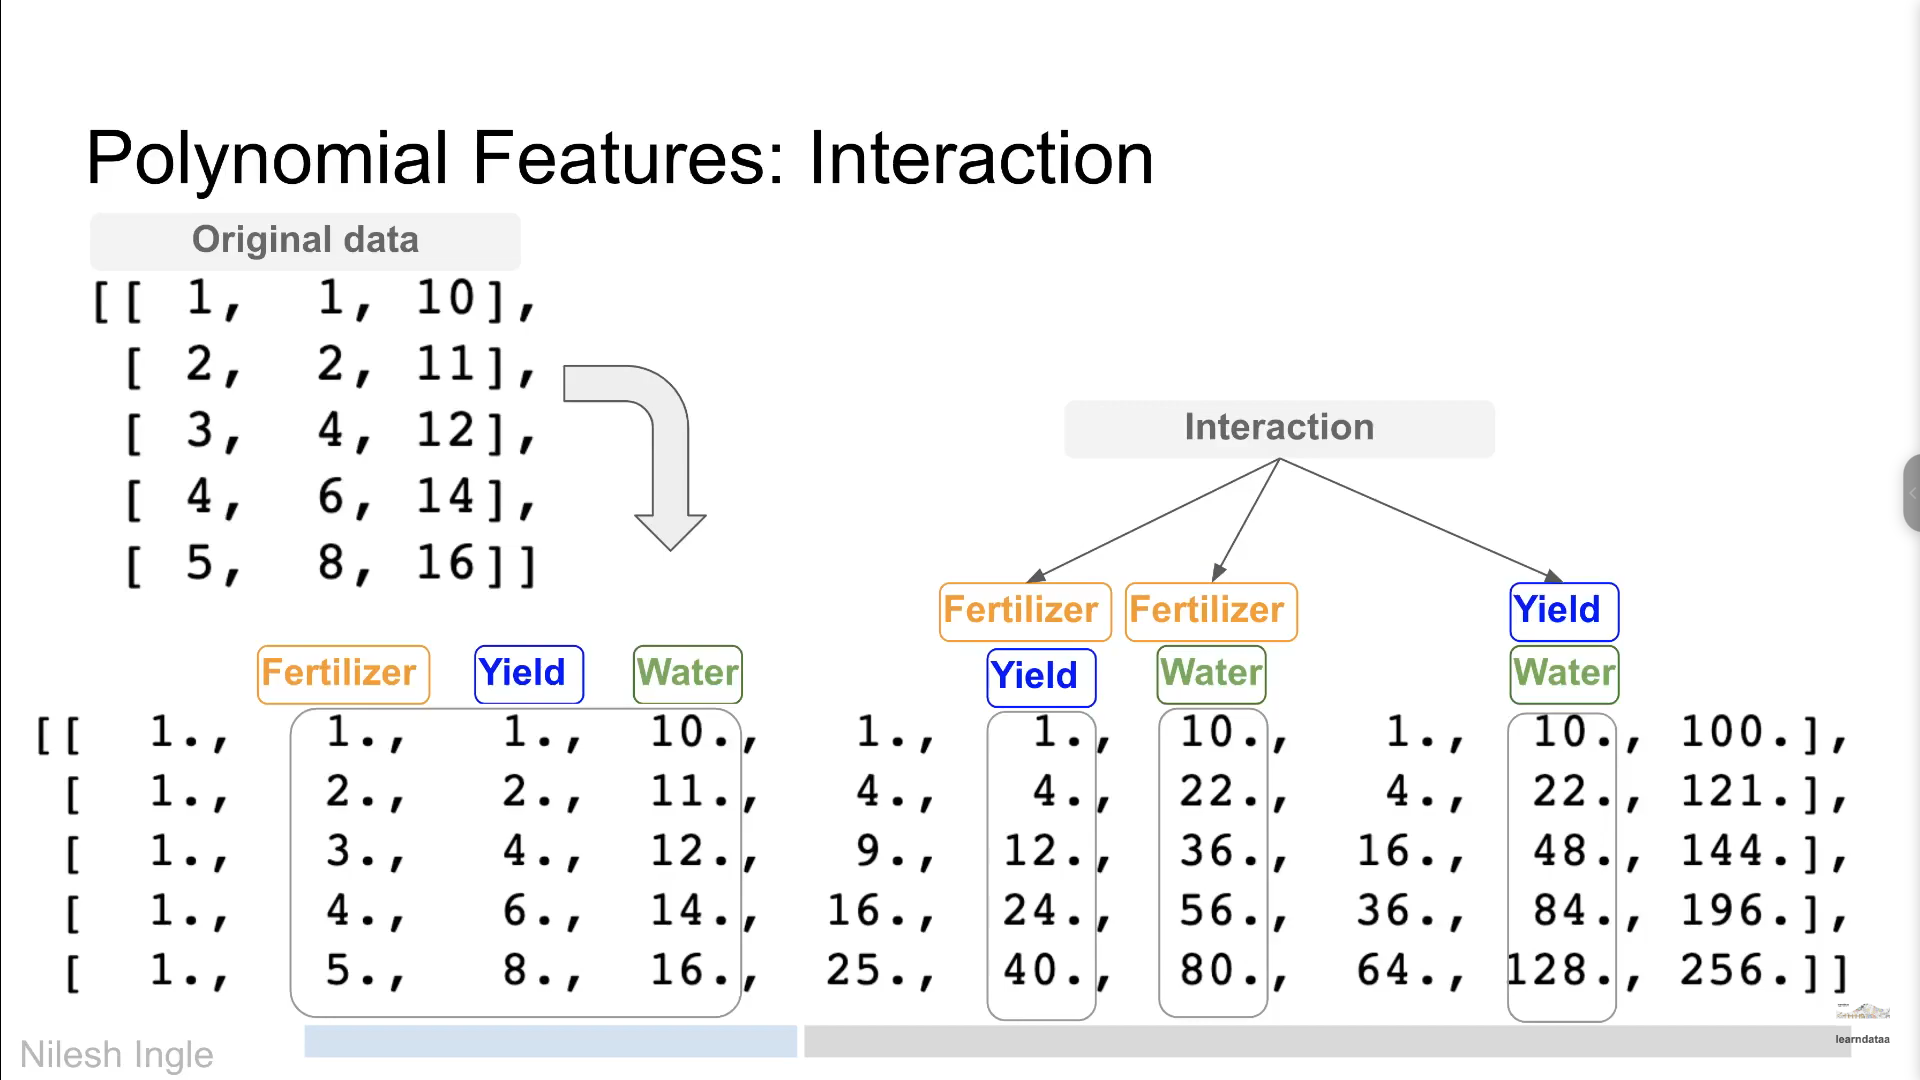 Polynomial Features: Interaction
Original data
[[ 1, 1, 10],
[ 2, 2, 11],
[ 3, 4, 12],
[ 4, 6, 14],
[ 5, 8, 16]]
Interaction
Fertilizer Fertilizer Yield
Fertilizer Yield Water Yield Water Water
[[ 1., 1., 1., 10., 1., 1., 10., 1., 10., 100.],
[ 1., 2., 2., 11., 4., 4., 22., 4., 22., 121.],
[ 1., 3., 4., 12., 9., 12., 36., 16., 48., 144.],
[ 1., 4., 6., 14., 16., 24., 56., 36., 84., 196.],
[ 1., 5., 8., 16., 25., 40., 80., 64., 128., 256.]]
learndataa
Nilesh Ingle